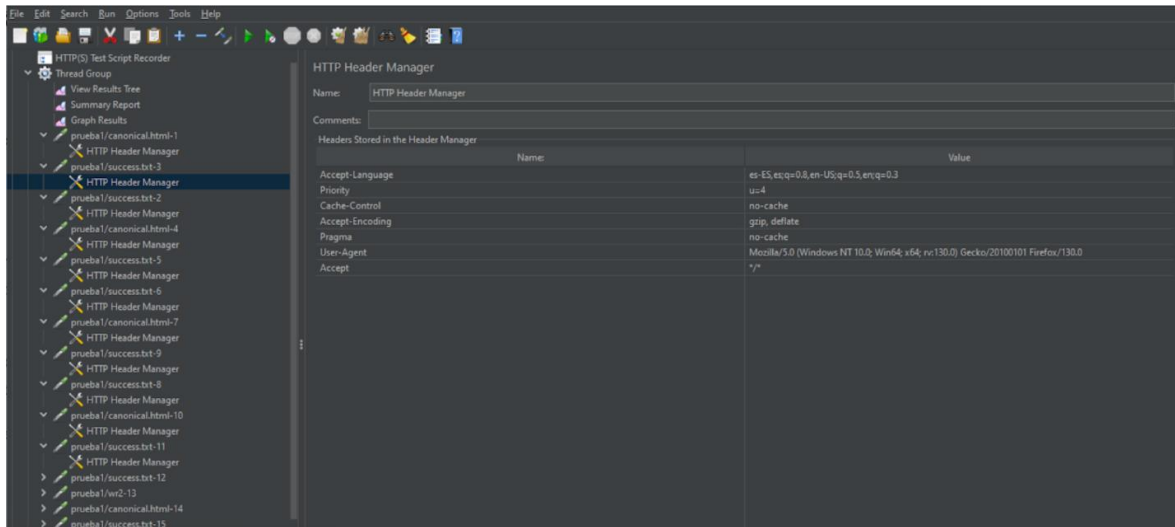 File Edit Search Run Options Tools Help
HTTP(S) Test Script Recorder
Thread Group
View Results Tree
Summary Report
Graph Results
prueba1/canonical.html-1
HTTP Header Manager
prueba1/success.txt-3
HTTP Header Manager
prueba1/success.txt-2
HTTP Header Manager
prueba1/canonical.html-4
HTTP Header Manager
prueba1/success.txt-5
HTTP Header Manager
prueba1/success.txt-6
HTTP Header Manager
prueba1/canonical.html-7
HTTP Header Manager
prueba1/success.txt-9
HTTP Header Manager
prueba1/success.txt-8
HTTP Header Manager
prueba1/canonical.html-10
HTTP Header Manager
prueba1/success.txt-11
HTTP Header Manager
prueba1/success.txt-12
prueba1/wr2-13
prueba1/canonical.html-14
prueba1/success.txt-15
HTTP Header Manager
Name: HTTP Header Manager
Comments:
Headers Stored in the Header Manager
Name: Value
Accept-Language es-ES,es;q=0.8,en-US;q=0.5,en;q=0.3
Priority u=4
Cache-Control no-cache
Accept-Encoding gzip, deflate
Pragma no-cache
User-Agent Mozilla/5.0 (Windows NT 10.0; Win64; x64; rv:130.0) Gecko/20100101 Firefox/130.0
Accept */*